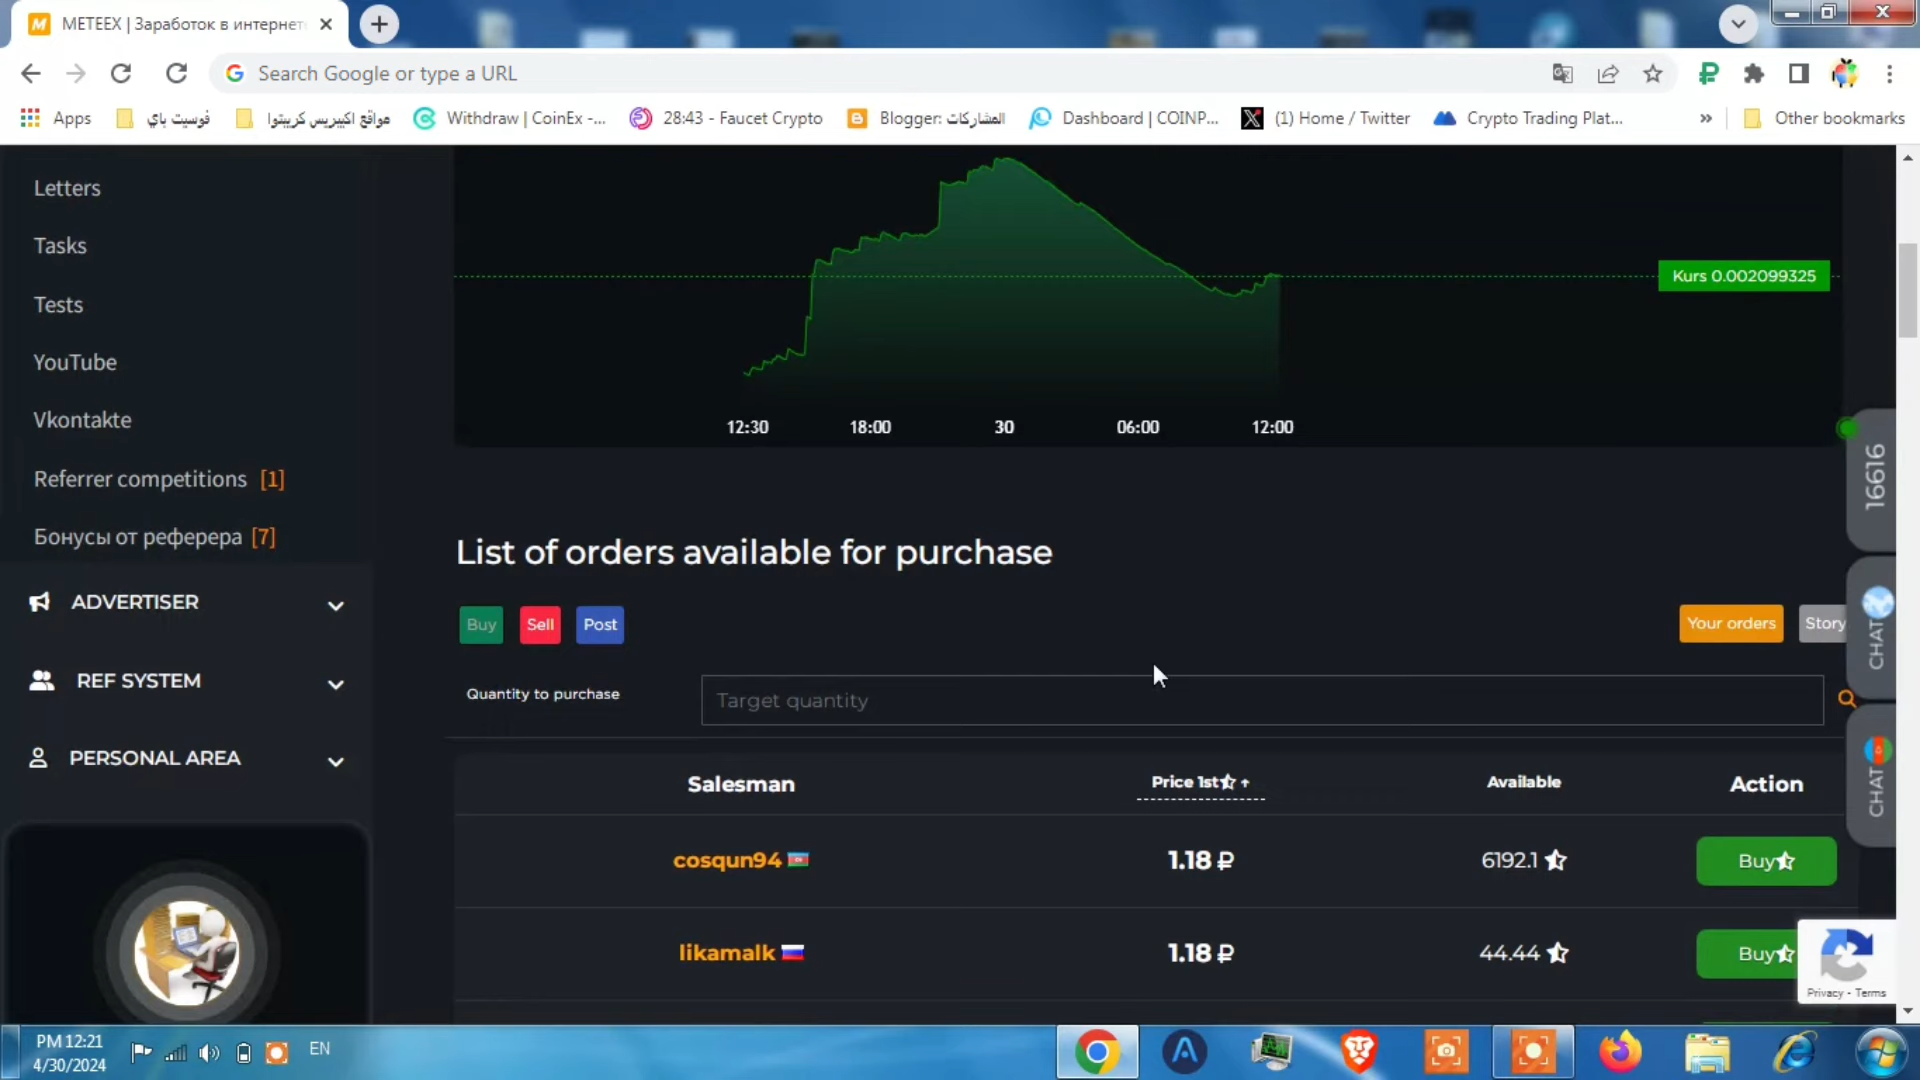 METEEX | Заработок в интернет
Search Google or type a URL
Apps
فوسيت باي
مواقع اكسبريس كريبتوا
Withdraw | CoinEx -...
28:43 - Faucet Crypto
Blogger: المشاركات
Dashboard | COINP...
(1) Home / Twitter
Crypto Trading Plat...
»
Other bookmarks
Letters
Tasks
Tests
YouTube
Vkontakte
Referrer competitions [1]
Бонусы от реферера [7]
ADVERTISER
REF SYSTEM
PERSONAL AREA
Kurs 0.002099325
12:30 18:00 30 06:00 12:00
16616
List of orders available for purchase
Buy Sell Post
Your orders Story
CHAT
Quantity to purchase
Target quantity
CHAT
Salesman Price 1st Available Action
cosqun94 1.18 ₽ 6192.1 Buy
likamalk 1.18 ₽ 44.44 Buy
Privacy - Terms
PM 12:21
4/30/2024
EN